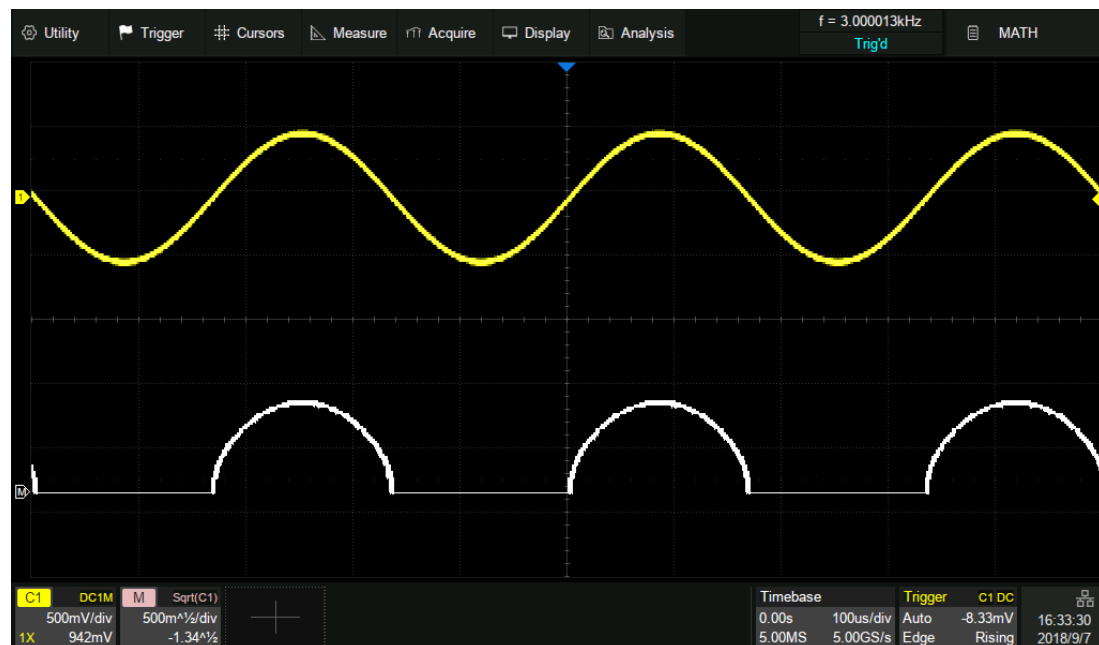 Utility Trigger Cursors Measure Acquire Display Analysis
f = 3.000013kHz
Trig'd
MATH
1
M
C1 DC1M
500mV/div
1X 942mV
M Sqrt(C1)
500m^½/div
-1.34^½
Timebase
0.00s 100us/div
5.00MS 5.00GS/s
Trigger C1 DC
Auto -8.33mV
Edge Rising
16:33:30
2018/9/7